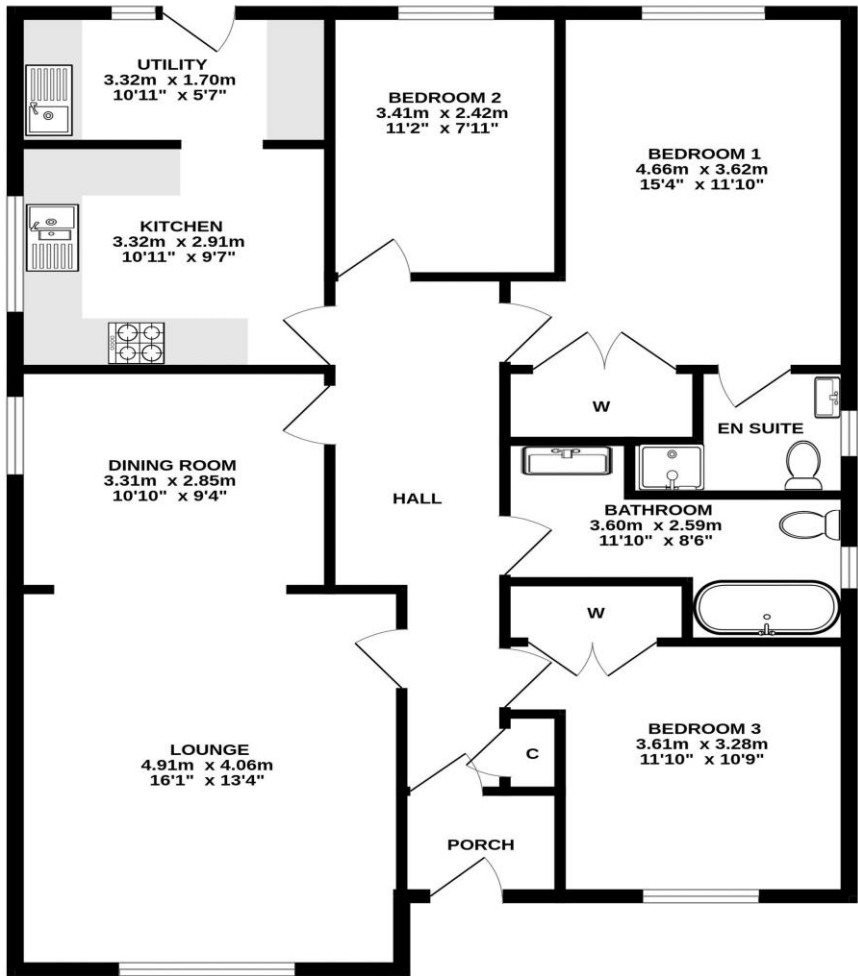 UTILITY
3.32m x 1.70m
10'11" x 5'7"
BEDROOM 2
3.41m x 2.42m
11'2" x 7'11"
BEDROOM 1
4.66m x 3.62m
15'4" x 11'10"
KITCHEN
3.32m x 2.91m
10'11" x 9'7"
W
EN SUITE
DINING ROOM
3.31m x 2.85m
10'10" x 9'4"
HALL
BATHROOM
3.60m x 2.59m
11'10" x 8'6"
W
LOUNGE
4.91m x 4.06m
16'1" x 13'4"
C
BEDROOM 3
3.61m x 3.28m
11'10" x 10'9"
PORCH